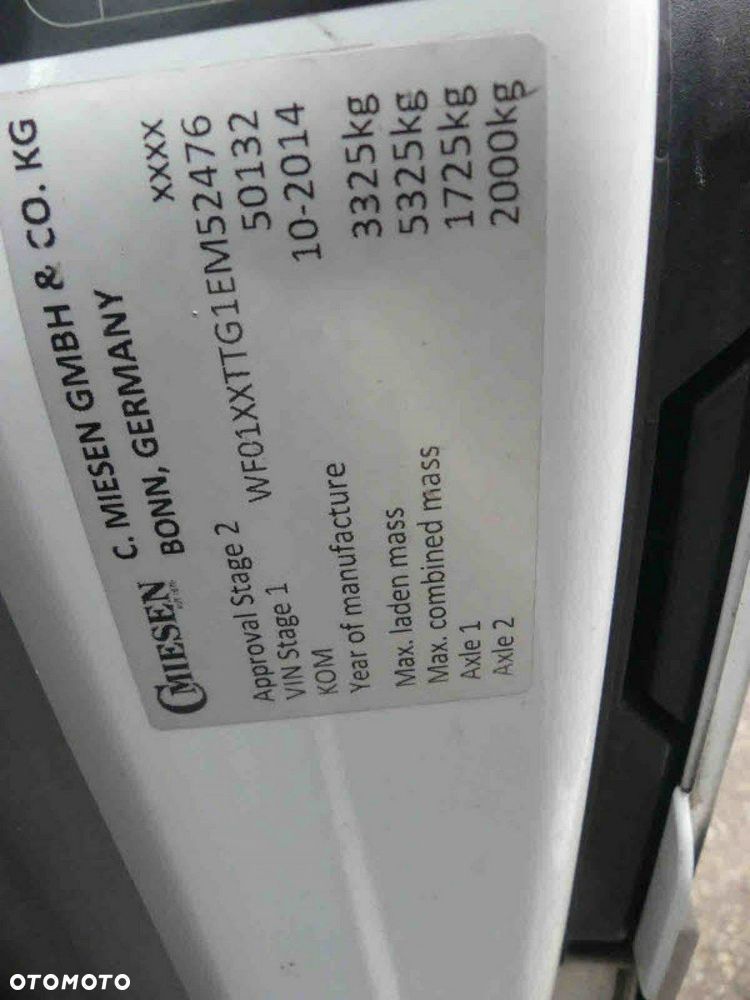 C. MIESEN GMBH & CO. KG
MIESEN BONN, GERMANY
Approval Stage 2 XXXX
VIN Stage 1 WF01XXTTG1EM52476
KOM 50132
Year of manufacture 10-2014
Max. laden mass 3325kg
Max. combined mass 5325kg
Axle 1 1725kg
Axle 2 2000kg
OTOMOTO